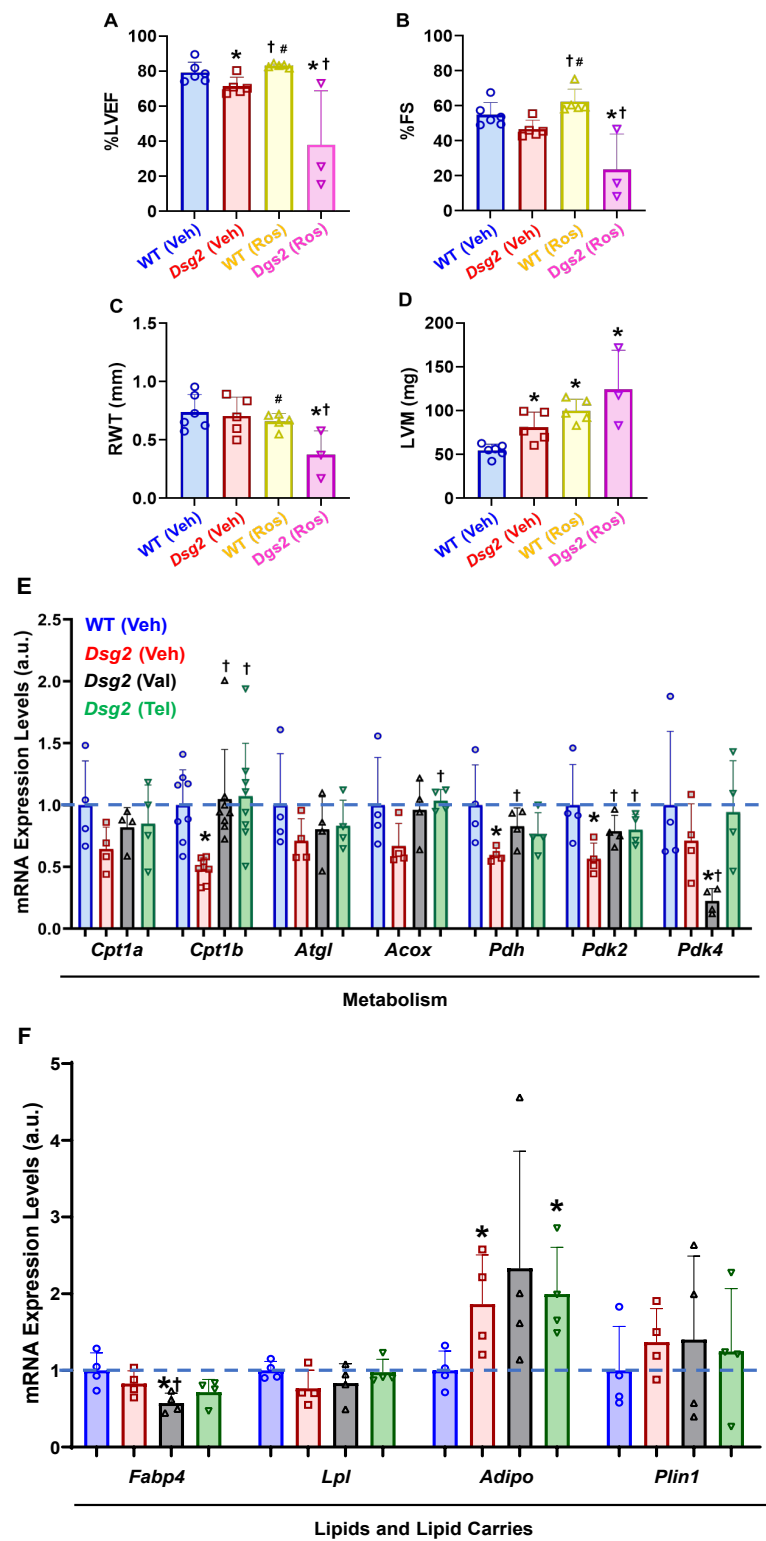 A
%LVEF
100
80
60
40
20
0
*
† #
* †
WT (Veh)
Dsg2 (Veh)
WT (Ros)
Dgs2 (Ros)
B
%FS
100
80
60
40
20
0
† #
* †
WT (Veh)
Dsg2 (Veh)
WT (Ros)
Dgs2 (Ros)
C
RWT (mm)
1.5
1.0
0.5
0.0
#
* †
WT (Veh)
Dsg2 (Veh)
WT (Ros)
Dgs2 (Ros)
D
LVM (mg)
200
150
100
50
0
*
*
*
WT (Veh)
Dsg2 (Veh)
WT (Ros)
Dgs2 (Ros)
E
mRNA Expression Levels (a.u.)
2.5
2.0
1.5
1.0
0.5
0.0
WT (Veh)
Dsg2 (Veh)
Dsg2 (Val)
Dsg2 (Tel)
* † †
†
* †
* † †
*†
Cpt1a Cpt1b Atgl Acox Pdh Pdk2 Pdk4
Metabolism
F
mRNA Expression Levels (a.u.)
5
4
3
2
1
0
*†
* *
Fabp4 Lpl Adipo Plin1
Lipids and Lipid Carries